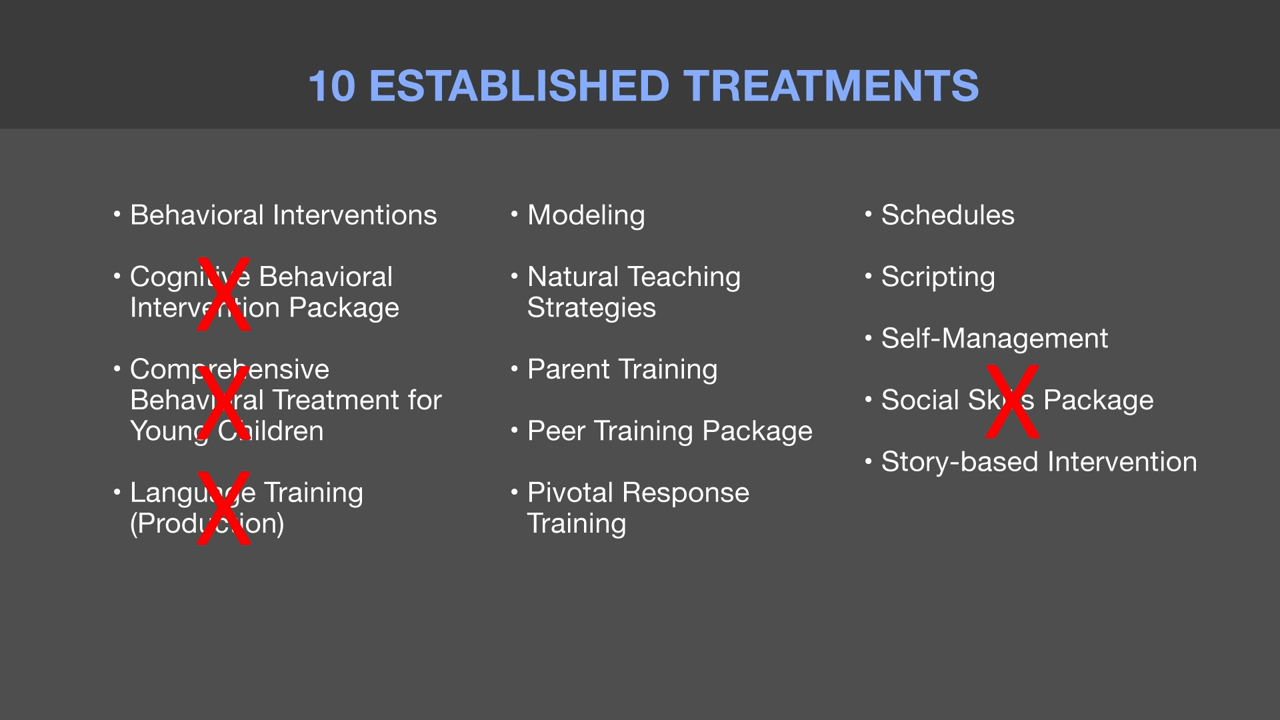 10 ESTABLISHED TREATMENTS
• Behavioral Interventions
• Cognitive Behavioral
Intervention Package
• Comprehensive
Behavioral Treatment for
Young Children
• Language Training
(Production)
• Modeling
• Natural Teaching
Strategies
• Parent Training
• Peer Training Package
• Pivotal Response
Training
• Schedules
• Scripting
• Self-Management
• Social Skills Package
• Story-based Intervention
X
X
X
X